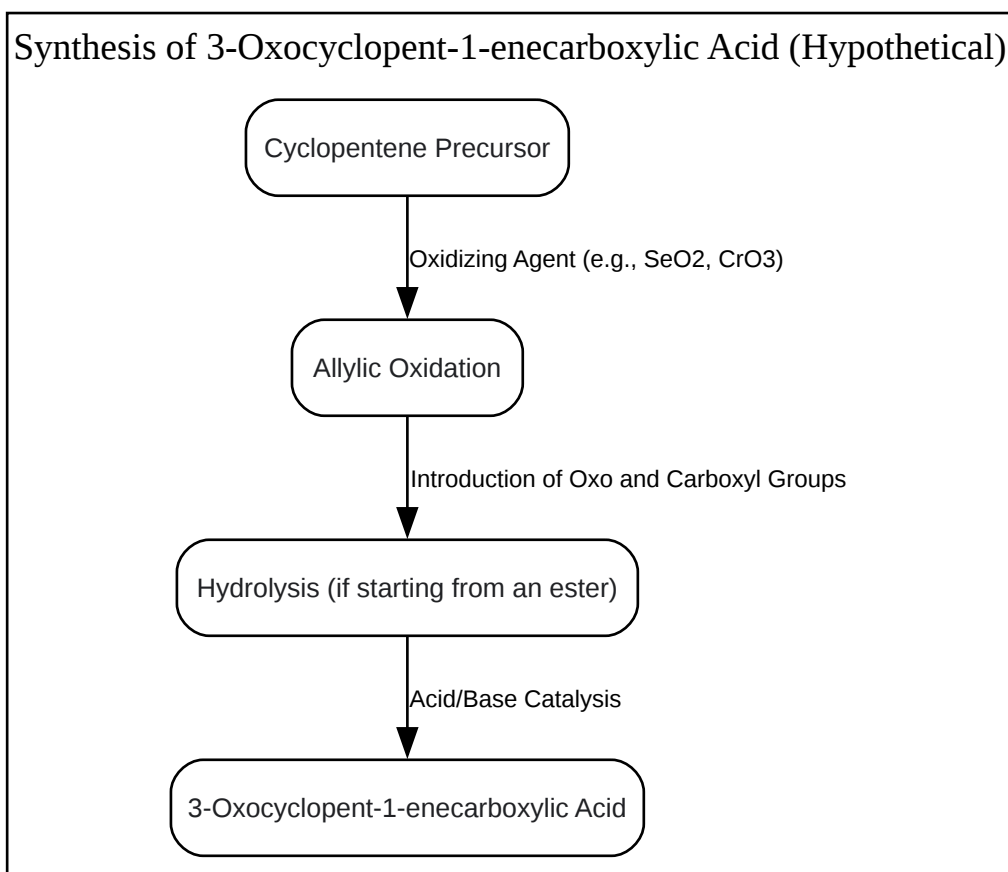 Synthesis of 3-Oxocyclopent-1-enecarboxylic Acid (Hypothetical)
Cyclopentene Precursor
Oxidizing Agent (e.g., SeO2, CrO3)
Allylic Oxidation
Introduction of Oxo and Carboxyl Groups
Hydrolysis (if starting from an ester)
Acid/Base Catalysis
3-Oxocyclopent-1-enecarboxylic Acid